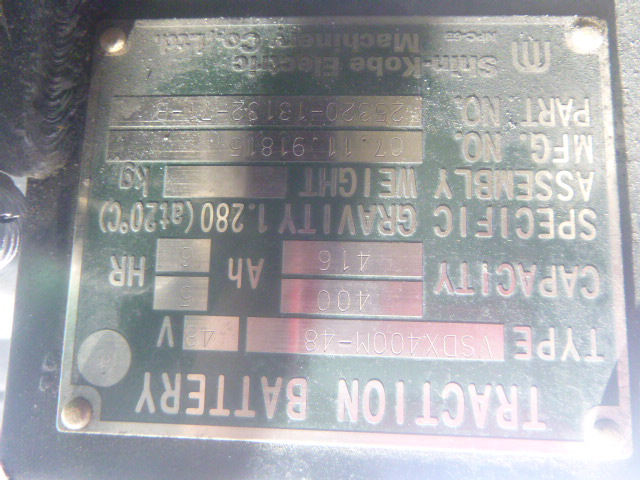 TRACTION BATTERY
TYPE VSDX400M-48 48 V
CAPACITY 400 Ah 5 HR
416
SPECIFIC GRAVITY 1.280 (at20°C)
ASSEMBLY WEIGHT kg
MFG. NO. 07.11.91815
PART NO.
Shin-Kobe Electric
Machinery Co., Ltd.